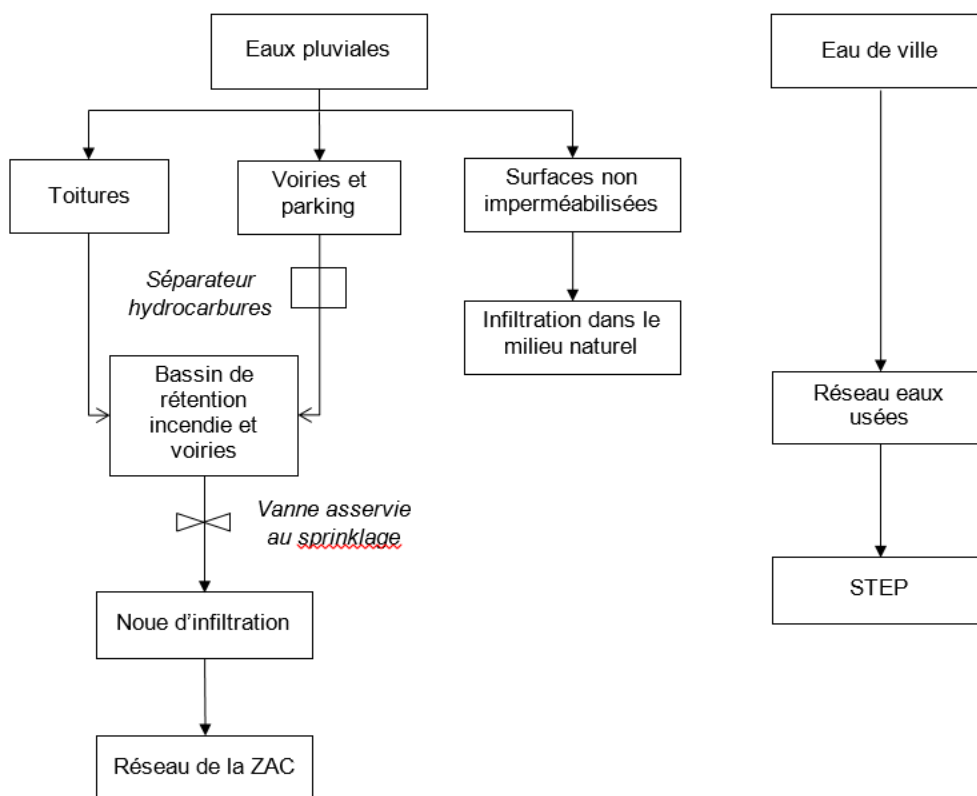 Eaux pluviales
Eau de ville
Toitures
Voiries et
parking
Surfaces non
imperméabilisées
Séparateur
hydrocarbures
Infiltration dans le
milieu naturel
Bassin de
rétention
incendie et
voiries
Réseau eaux
usées
Vanne asservie
au sprinklage
STEP
Noue d'infiltration
Réseau de la ZAC